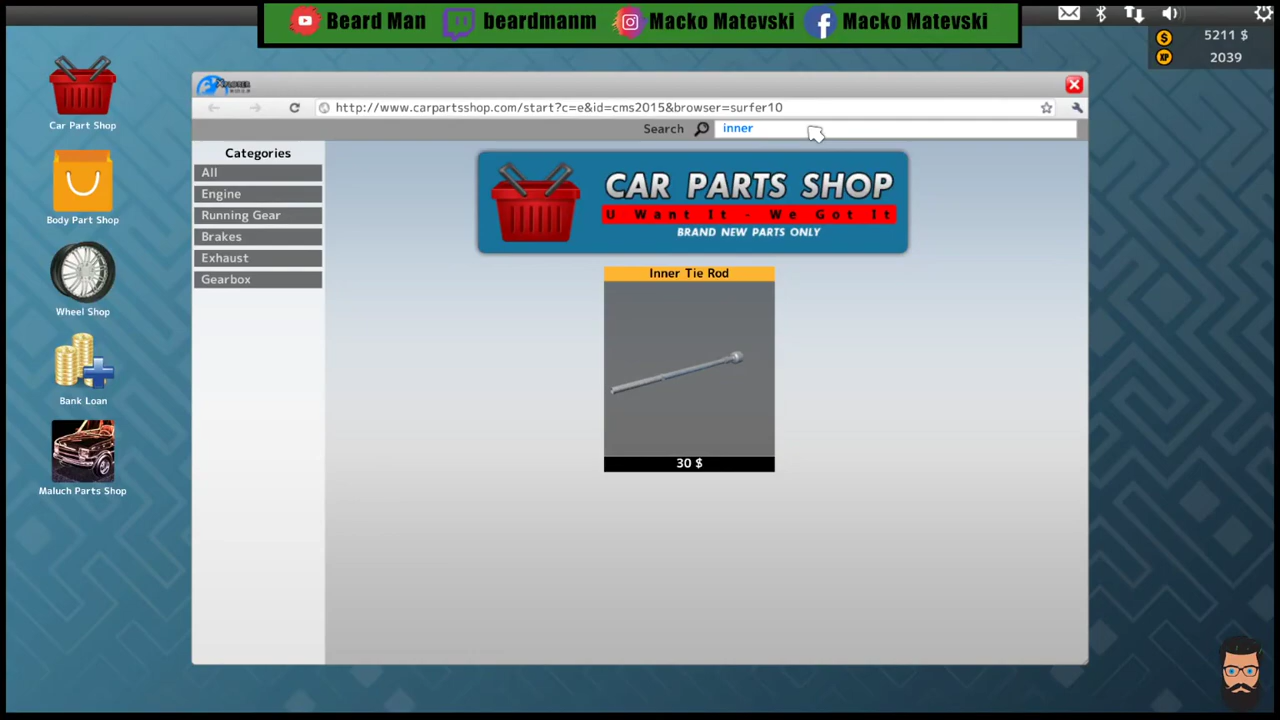 Beard Man beardmanm Macko Matevski Macko Matevski
5211 $
XP 2039
Car Part Shop
Body Part Shop
Wheel Shop
Bank Loan
Maluch Parts Shop
http://www.carpartsshop.com/start?c=e&id=cms2015&browser=surfer10
Search inner
Categories
All
Engine
Running Gear
Brakes
Exhaust
Gearbox
CAR PARTS SHOP
U Want It - We Got It
BRAND NEW PARTS ONLY
Inner Tie Rod
30 $